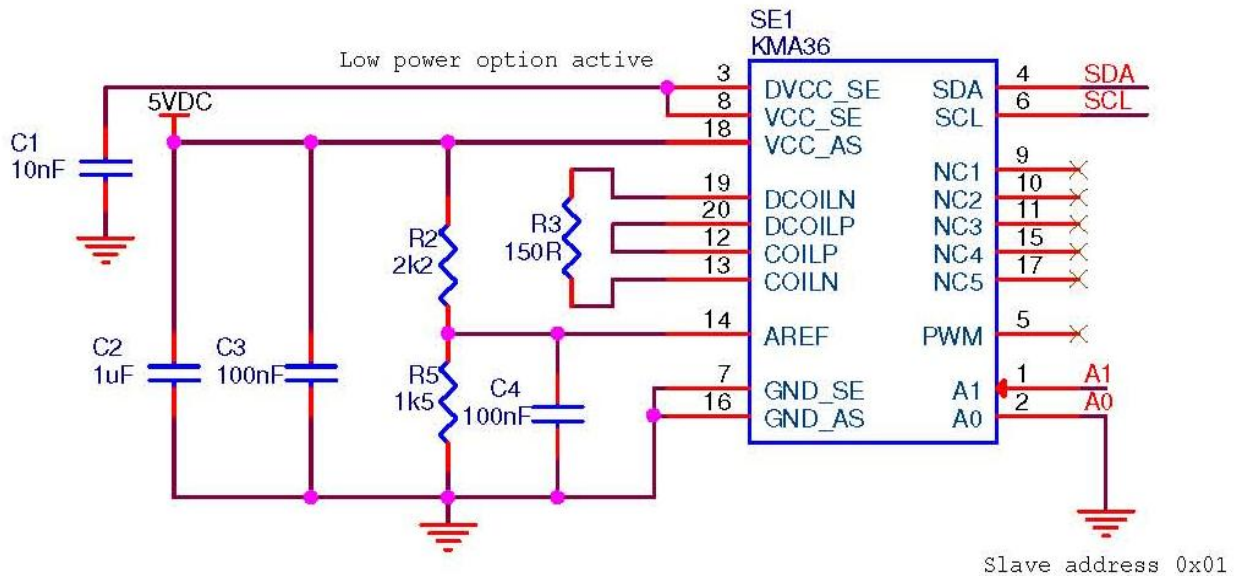 SE1
KMA36
Low power option active
5VDC
C1
10nF
3
DVCC_SE
8
VCC_SE
18
VCC_AS
19
DCOILN
20
DCOILP
12
COILP
13
COILN
14
AREF
7
GND_SE
16
GND_AS
SDA
4
SDA
SCL
6
SCL
NC1
9
NC2
10
NC3
11
NC4
15
NC5
17
PWM
5
A1
1
A1
A0
2
A0
R2
2k2
R3
150R
C2
1uF
C3
100nF
R5
1k5
C4
100nF
Slave address 0x01